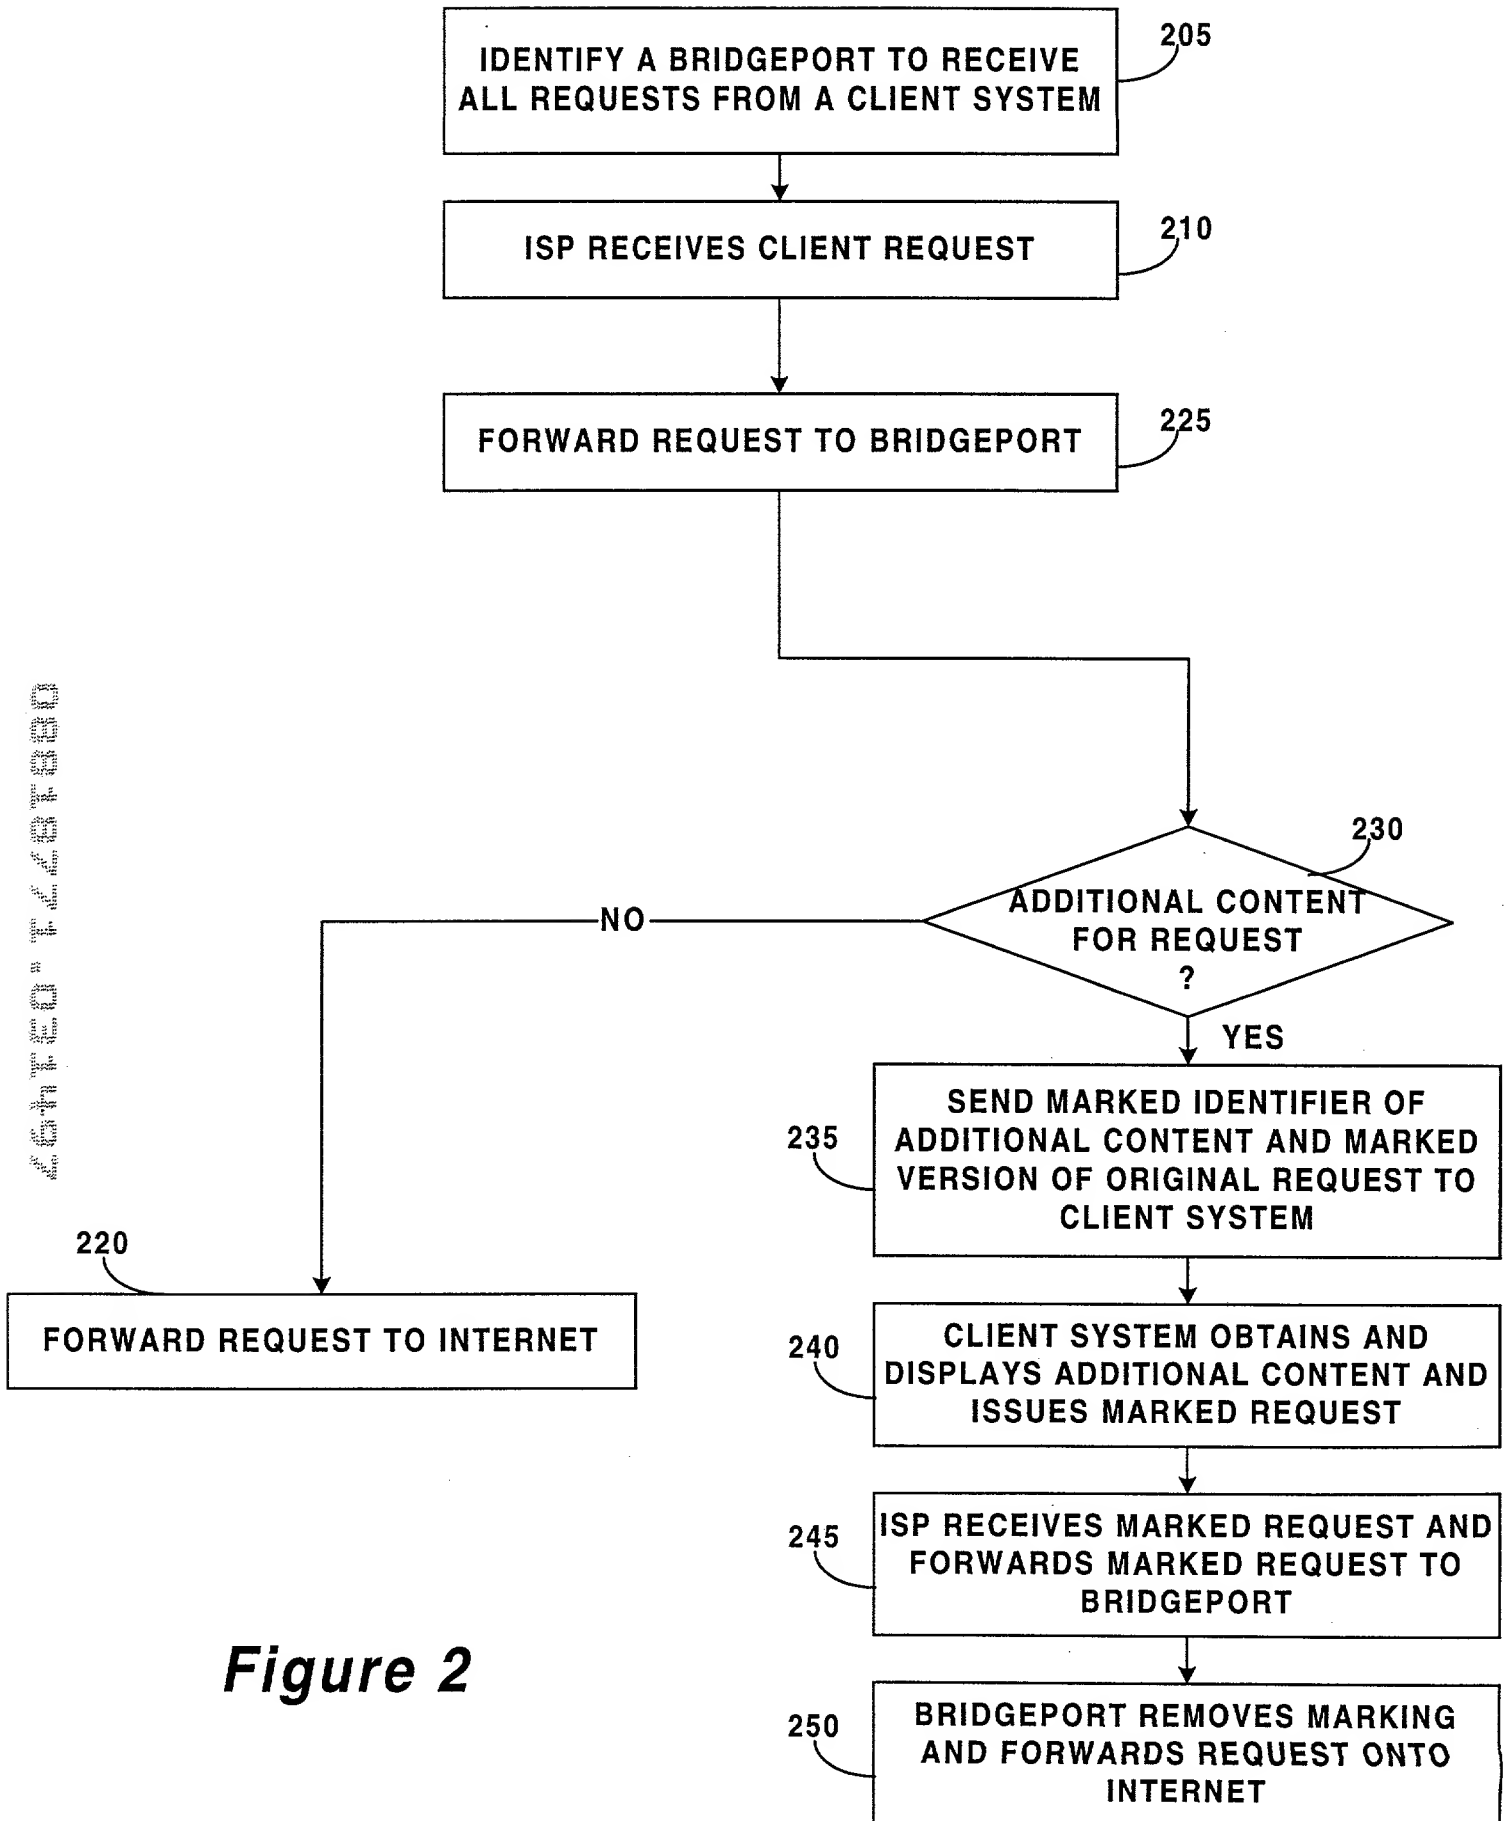 205
IDENTIFY A BRIDGEPORT TO RECEIVE
ALL REQUESTS FROM A CLIENT SYSTEM
210
ISP RECEIVES CLIENT REQUEST
225
FORWARD REQUEST TO BRIDGEPORT
230
ADDITIONAL CONTENT
FOR REQUEST
?
NO
YES
235
SEND MARKED IDENTIFIER OF
ADDITIONAL CONTENT AND MARKED
VERSION OF ORIGINAL REQUEST TO
CLIENT SYSTEM
220
FORWARD REQUEST TO INTERNET
240
CLIENT SYSTEM OBTAINS AND
DISPLAYS ADDITIONAL CONTENT AND
ISSUES MARKED REQUEST
245
ISP RECEIVES MARKED REQUEST AND
FORWARDS MARKED REQUEST TO
BRIDGEPORT
250
BRIDGEPORT REMOVES MARKING
AND FORWARDS REQUEST ONTO
INTERNET
Figure 2